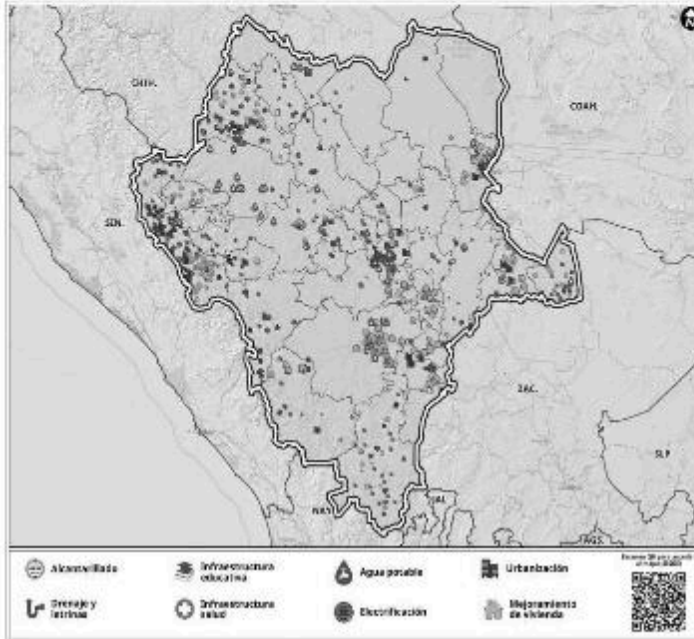 N
CHIH.
COAH.
SIN.
ZAC.
SLP
NAY.
JAL.
AGS.
Alcantarillado
Infraestructura
educativa
Agua potable
Urbanización
Drenaje y
letrinas
Infraestructura
salud
Electrificación
Mejoramiento
de vivienda